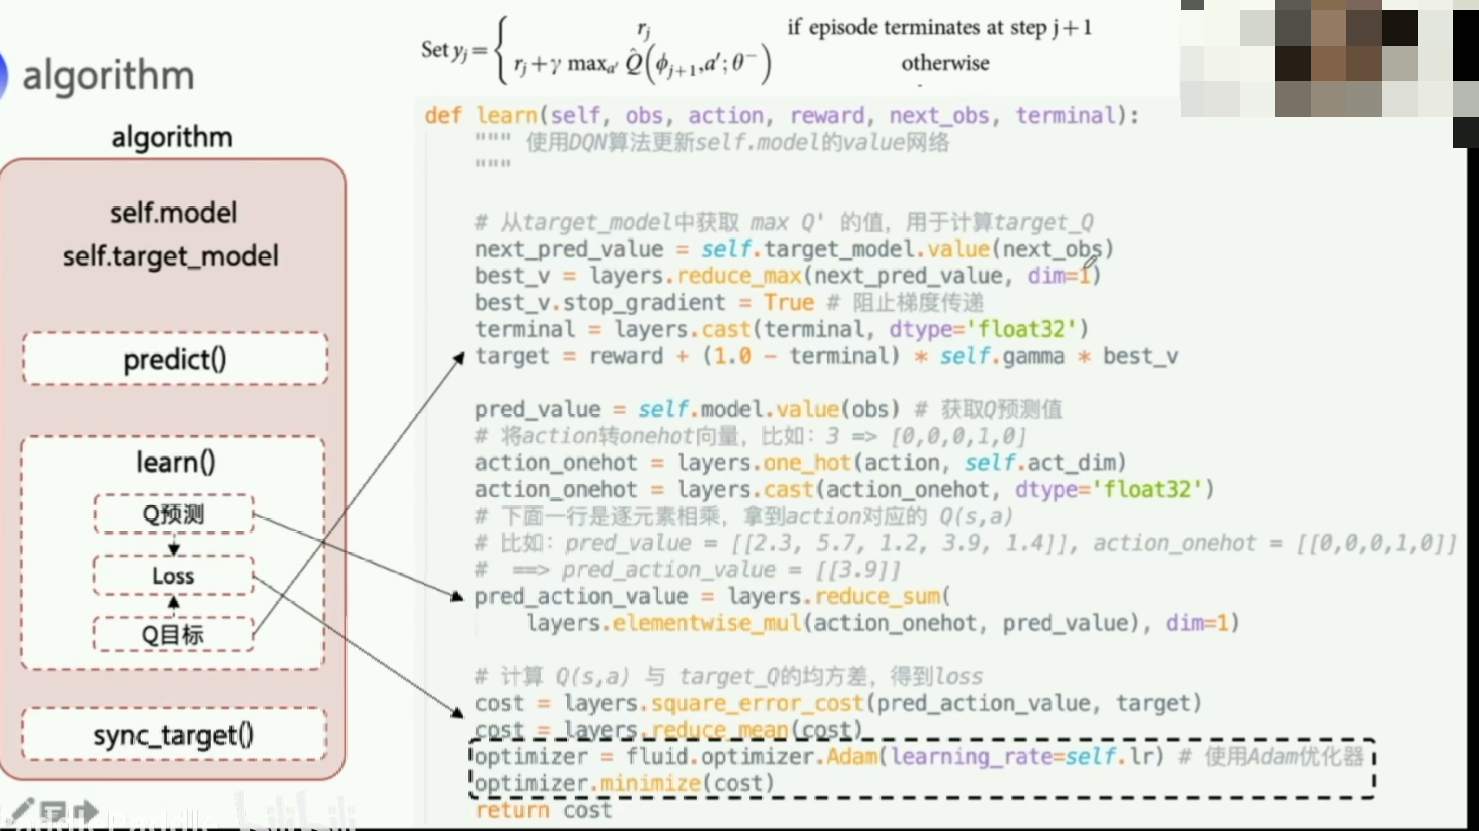 Set y_j = { r_j if episode terminates at step j+1
r_j + γ max_{a'} Q̂(ϕ_{j+1}, a'; θ⁻) otherwise
algorithm
algorithm
self.model
self.target_model
predict()
learn()
Q预测
Loss
Q目标
sync_target()
def learn(self, obs, action, reward, next_obs, terminal):
""" 使用DQN算法更新self.model的value网络
"""
# 从target_model中获取 max Q' 的值，用于计算target_Q
next_pred_value = self.target_model.value(next_obs)
best_v = layers.reduce_max(next_pred_value, dim=1)
best_v.stop_gradient = True # 阻止梯度传递
terminal = layers.cast(terminal, dtype='float32')
target = reward + (1.0 - terminal) * self.gamma * best_v
pred_value = self.model.value(obs) # 获取Q预测值
# 将action转onehot向量，比如：3 => [0,0,0,1,0]
action_onehot = layers.one_hot(action, self.act_dim)
action_onehot = layers.cast(action_onehot, dtype='float32')
# 下面一行是逐元素相乘，拿到action对应的 Q(s,a)
# 比如：pred_value = [[2.3, 5.7, 1.2, 3.9, 1.4]], action_onehot = [[0,0,0,1,0]]
# ==> pred_action_value = [[3.9]]
pred_action_value = layers.reduce_sum(
layers.elementwise_mul(action_onehot, pred_value), dim=1)
# 计算 Q(s,a) 与 target_Q的均方差，得到loss
cost = layers.square_error_cost(pred_action_value, target)
cost = layers.reduce_mean(cost)
optimizer = fluid.optimizer.Adam(learning_rate=self.lr) # 使用Adam优化器
optimizer.minimize(cost)
return cost